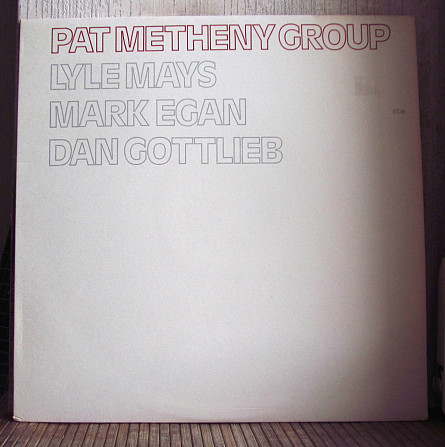 PAT METHENY GROUP
LYLE MAYS
MARK EGAN
DAN GOTTLIEB